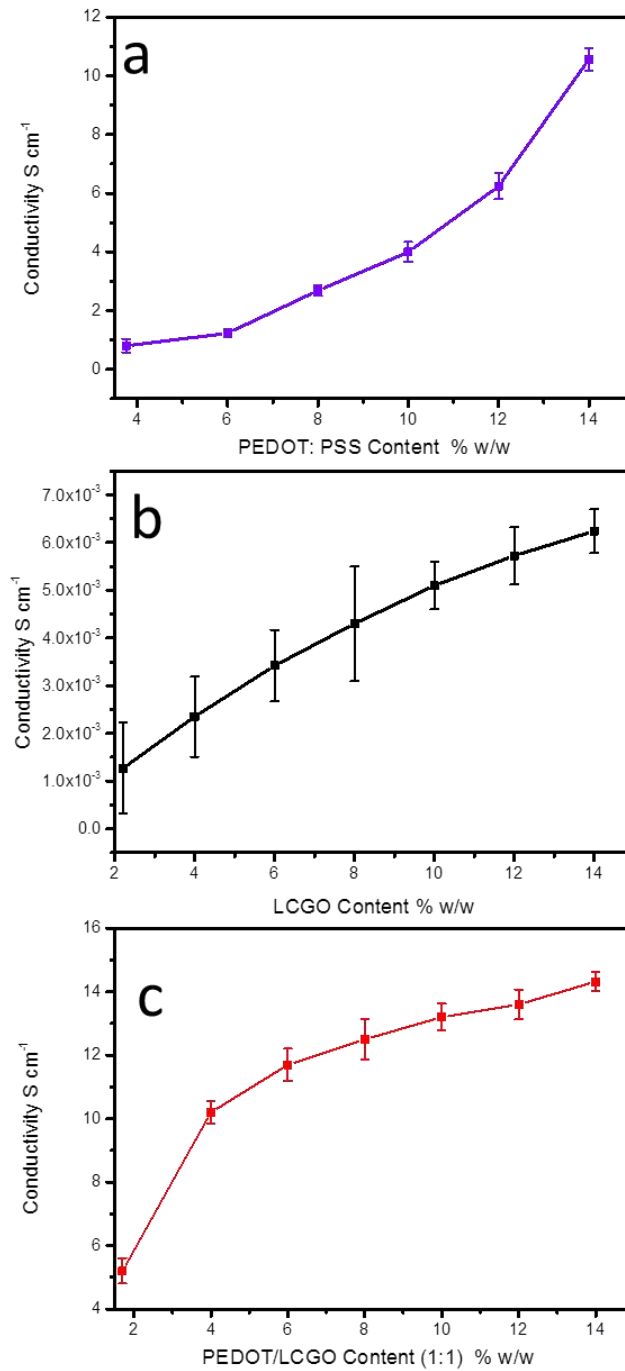 a
12
10
8
6
4
2
0
Conductivity S cm⁻¹
4 6 8 10 12 14
PEDOT: PSS Content % w/w
b
7.0x10⁻³
6.0x10⁻³
5.0x10⁻³
4.0x10⁻³
3.0x10⁻³
2.0x10⁻³
1.0x10⁻³
0.0
Conductivity S cm⁻¹
2 4 6 8 10 12 14
LCGO Content % w/w
c
16
14
12
10
8
6
4
Conductivity S cm⁻¹
2 4 6 8 10 12 14
PEDOT/LCGO Content (1:1) % w/w